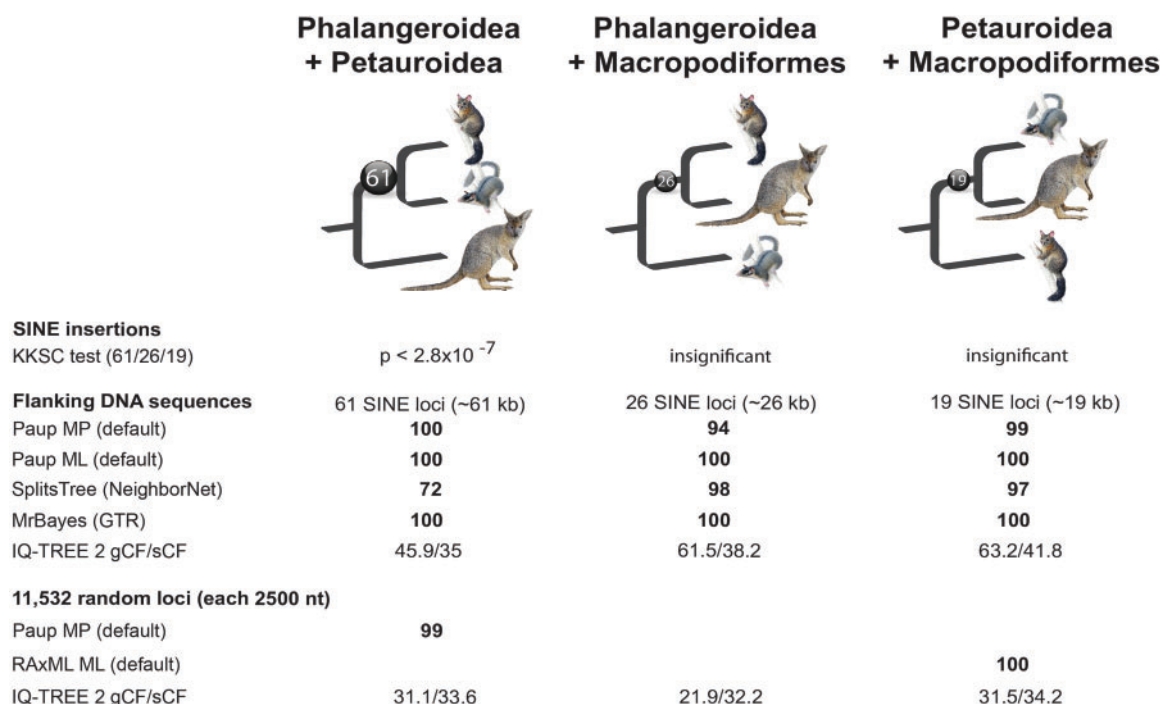 Phalangeroidea + Petauroidea
Phalangeroidea + Macropodiformes
Petauroidea + Macropodiformes
61
26
19
SINE insertions
KKSC test (61/26/19) p < 2.8x10 -7 insignificant insignificant
Flanking DNA sequences 61 SINE loci (~61 kb) 26 SINE loci (~26 kb) 19 SINE loci (~19 kb)
Paup MP (default) 100 94 99
Paup ML (default) 100 100 100
SplitsTree (NeighborNet) 72 98 97
MrBayes (GTR) 100 100 100
IQ-TREE 2 gCF/sCF 45.9/35 61.5/38.2 63.2/41.8
11,532 random loci (each 2500 nt)
Paup MP (default) 99
RAxML ML (default) 100
IQ-TREE 2 gCF/sCF 31.1/33.6 21.9/32.2 31.5/34.2